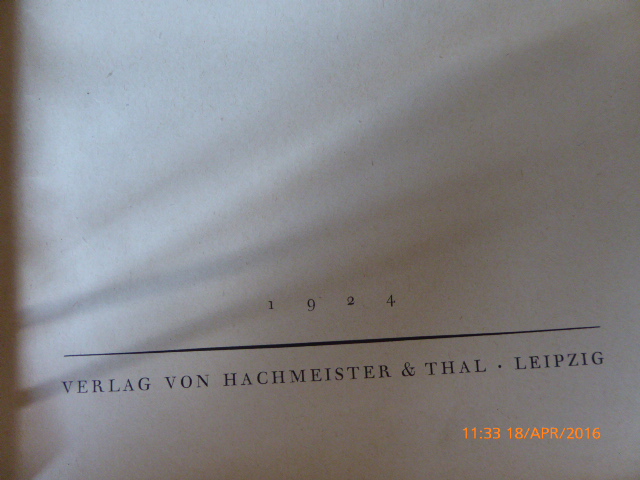 1 9 2 4
VERLAG VON HACHMEISTER & THAL · LEIPZIG
11:33 18/APR/2016